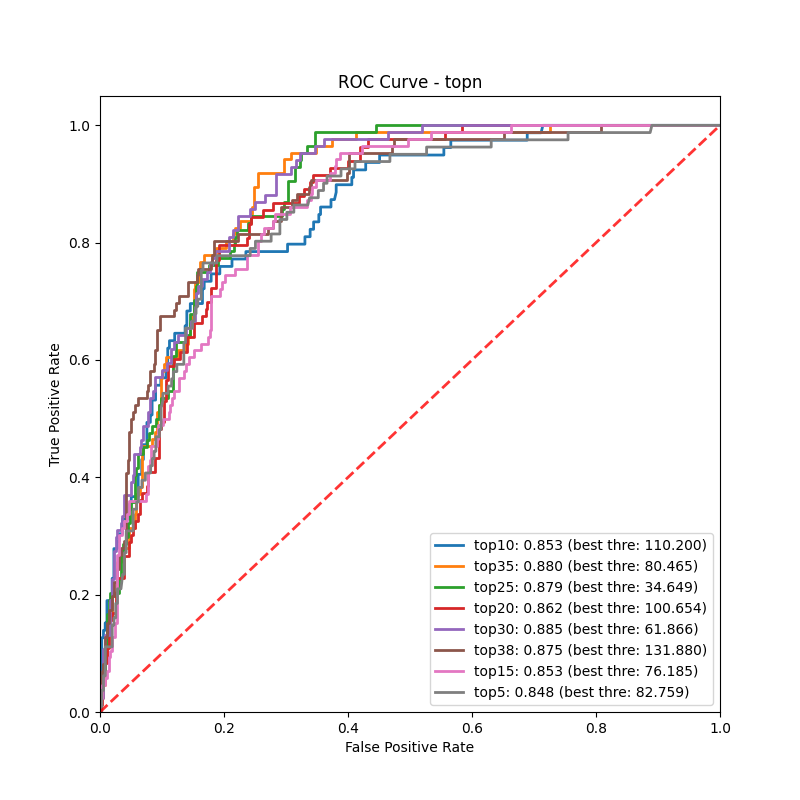 ROC Curve - topn
True Positive Rate
1.0
0.8
0.6
0.4
0.2
0.0
top10: 0.853 (best thre: 110.200)
top35: 0.880 (best thre: 80.465)
top25: 0.879 (best thre: 34.649)
top20: 0.862 (best thre: 100.654)
top30: 0.885 (best thre: 61.866)
top38: 0.875 (best thre: 131.880)
top15: 0.853 (best thre: 76.185)
top5: 0.848 (best thre: 82.759)
0.0 0.2 0.4 0.6 0.8 1.0
False Positive Rate